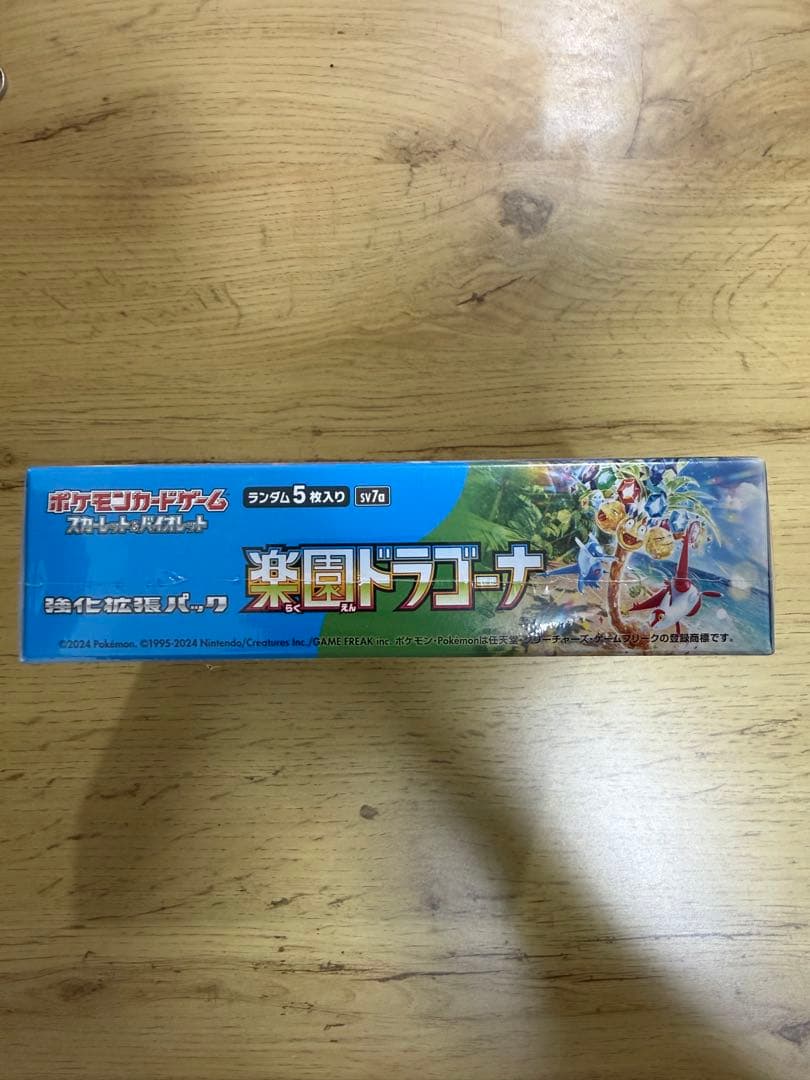 ポケモンカードゲーム
スカーレット&バイオレット
ランダム5枚入り SV7a
強化拡張パック
楽園ドラゴーナ
らく えん
©2024 Pokémon. ©1995-2024 Nintendo/Creatures Inc./GAME FREAK inc. ポケモン・Pokémonは任天堂・クリーチャーズ・ゲームフリークの登録商標です。